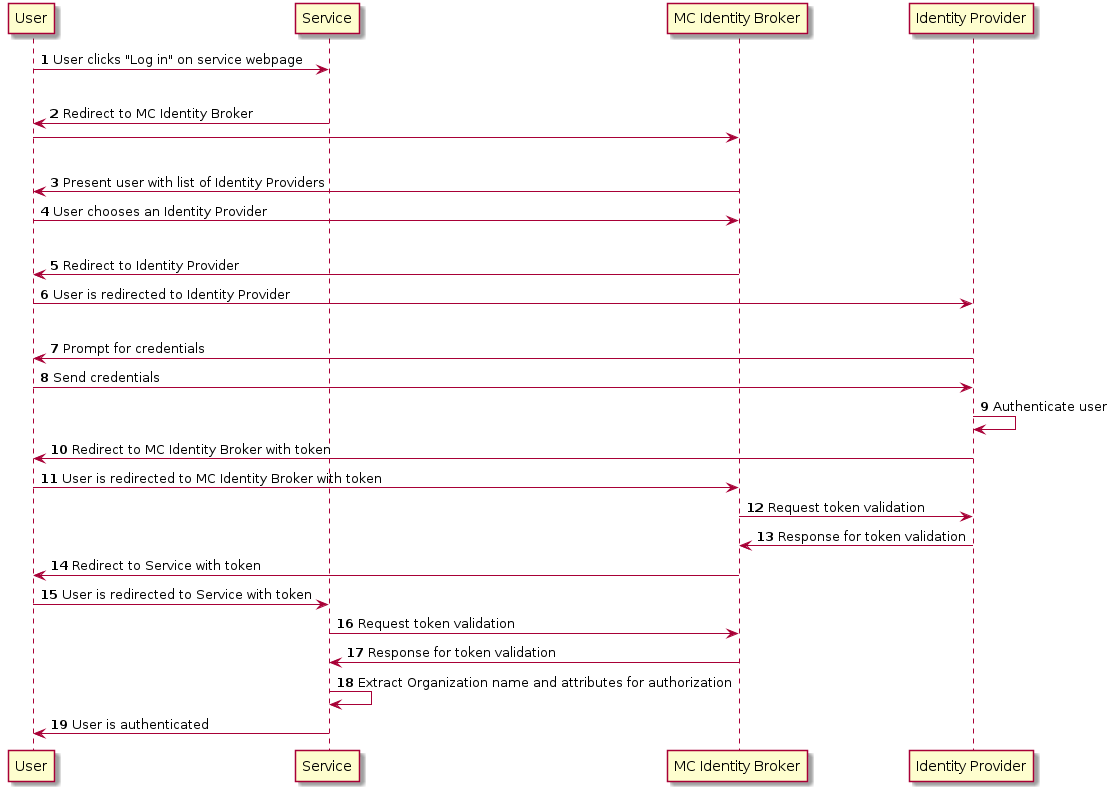 User Service MC Identity Broker Identity Provider
1 User clicks "Log in" on service webpage
2 Redirect to MC Identity Broker
3 Present user with list of Identity Providers
4 User chooses an Identity Provider
5 Redirect to Identity Provider
6 User is redirected to Identity Provider
7 Prompt for credentials
8 Send credentials
9 Authenticate user
10 Redirect to MC Identity Broker with token
11 User is redirected to MC Identity Broker with token
12 Request token validation
13 Response for token validation
14 Redirect to Service with token
15 User is redirected to Service with token
16 Request token validation
17 Response for token validation
18 Extract Organization name and attributes for authorization
19 User is authenticated
User Service MC Identity Broker Identity Provider